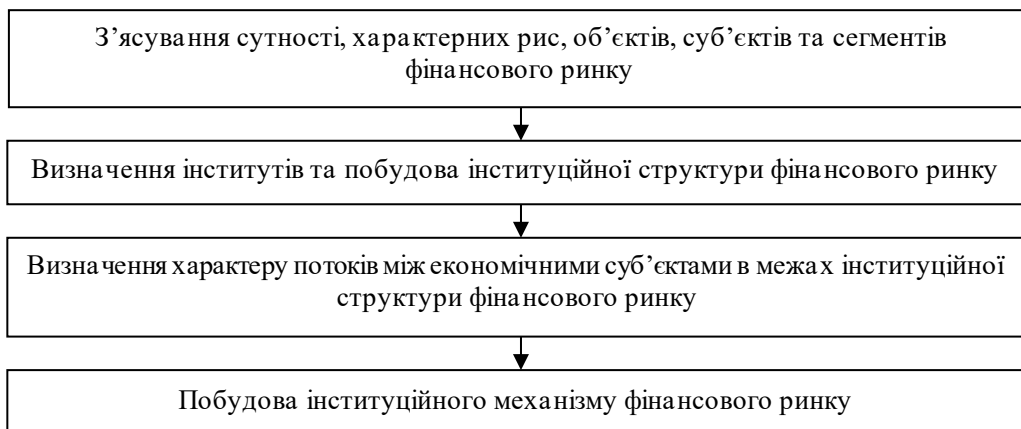 З’ясування сутності, характерних рис, об’єктів, суб’єктів та сегментів
фінансового ринку
Визначення інститутів та побудова інституційної структури фінансового ринку
Визначення характеру потоків між економічними суб’єктами в межах інституційної
структури фінансового ринку
Побудова інституційного механізму фінансового ринку